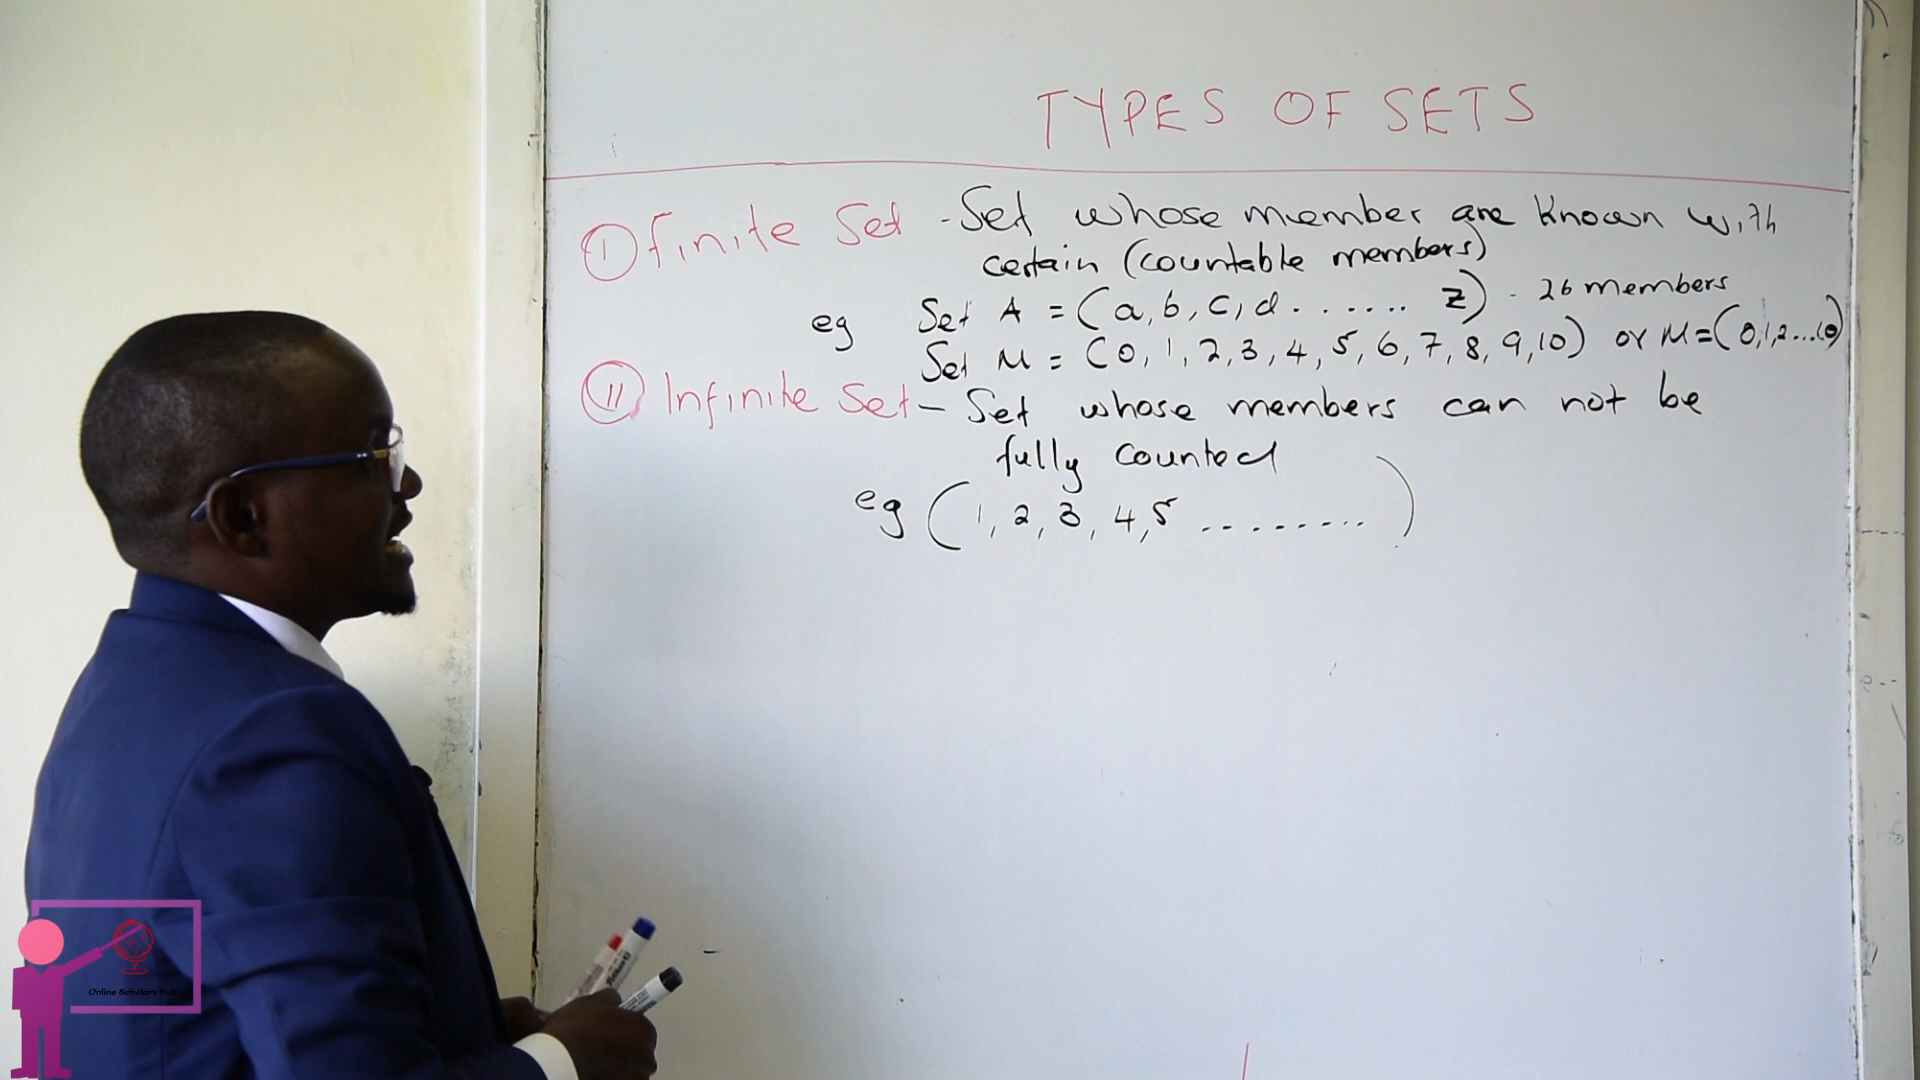 TYPES OF SETS
I Finite Set - Set whose member are known with
certain (countable members)
eg Set A = (a, b, c, d ....... z) - 26 members
Set M = (0, 1, 2, 3, 4, 5, 6, 7, 8, 9, 10) or M = (0, 1, 2...10)
II Infinite Set - Set whose members can not be
fully counted
eg (1, 2, 3, 4, 5 .........)
Online Scholars Hub